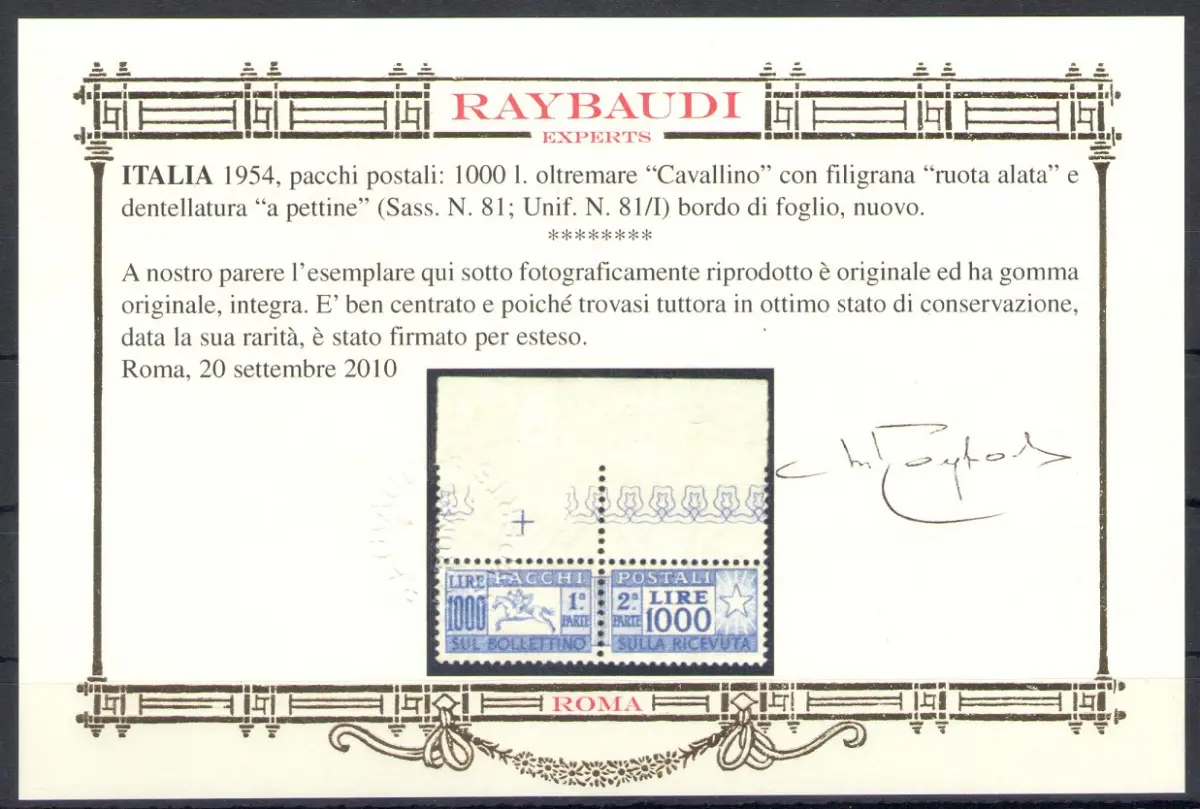 RAYBAUDI
EXPERTS
ITALIA 1954, pacchi postali: 1000 l. oltremare “Cavallino” con filigrana “ruota alata” e
dentellatura “a pettine” (Sass. N. 81; Unif. N. 81/I) bordo di foglio, nuovo.
********
A nostro parere l’esemplare qui sotto fotograficamente riprodotto è originale ed ha gomma
originale, integra. E’ ben centrato e poiché trovasi tuttora in ottimo stato di conservazione,
data la sua rarità, è stato firmato per esteso.
Roma, 20 settembre 2010
LIRE PACCHI POSTALI
1000 1ª PARTE 2ª PARTE LIRE 1000
SUL BOLLETTINO SULLA RICEVUTA
ROMA